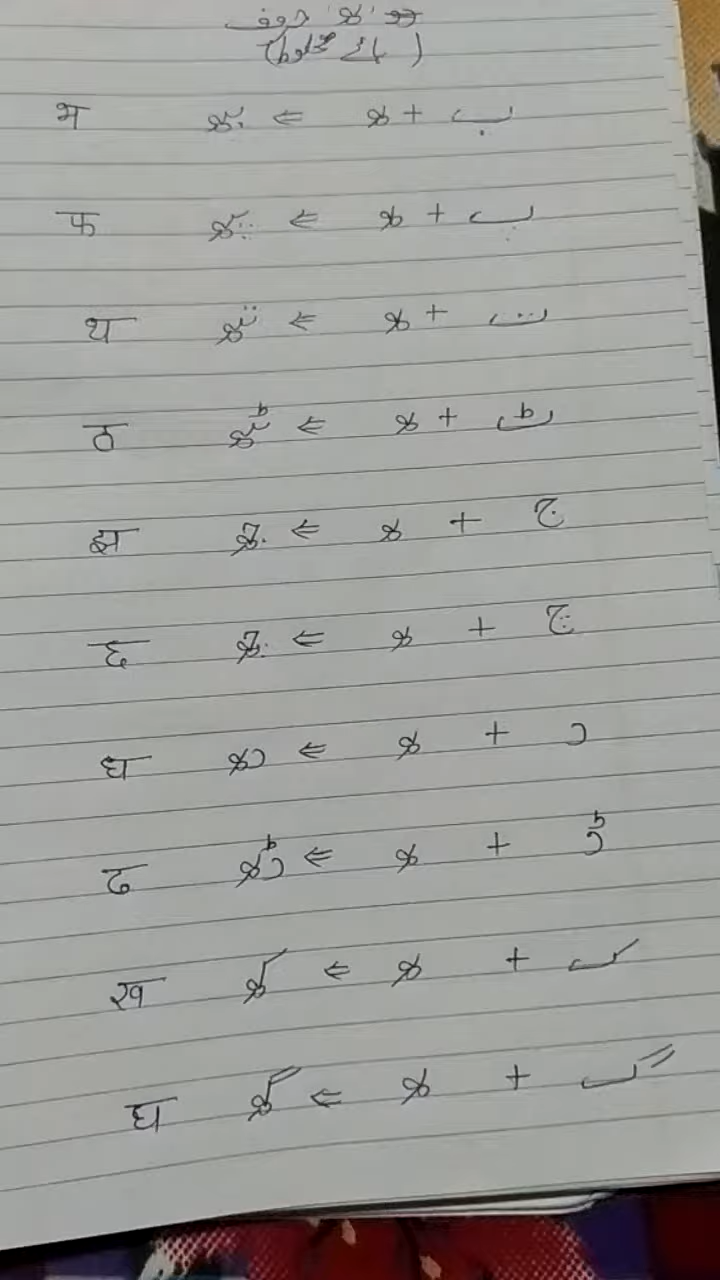 ب + ھ ⇐ بھ भ
پ + ھ ⇐ پھ फ
ت + ھ ⇐ تھ थ
ٹ + ھ ⇐ ٹھ ठ
ج + ھ ⇐ جھ झ
چ + ھ ⇐ چھ छ
د + ھ ⇐ دھ ध
ڈ + ھ ⇐ ڈھ ढ
ک + ھ ⇐ کھ ख
گ + ھ ⇐ گھ घ